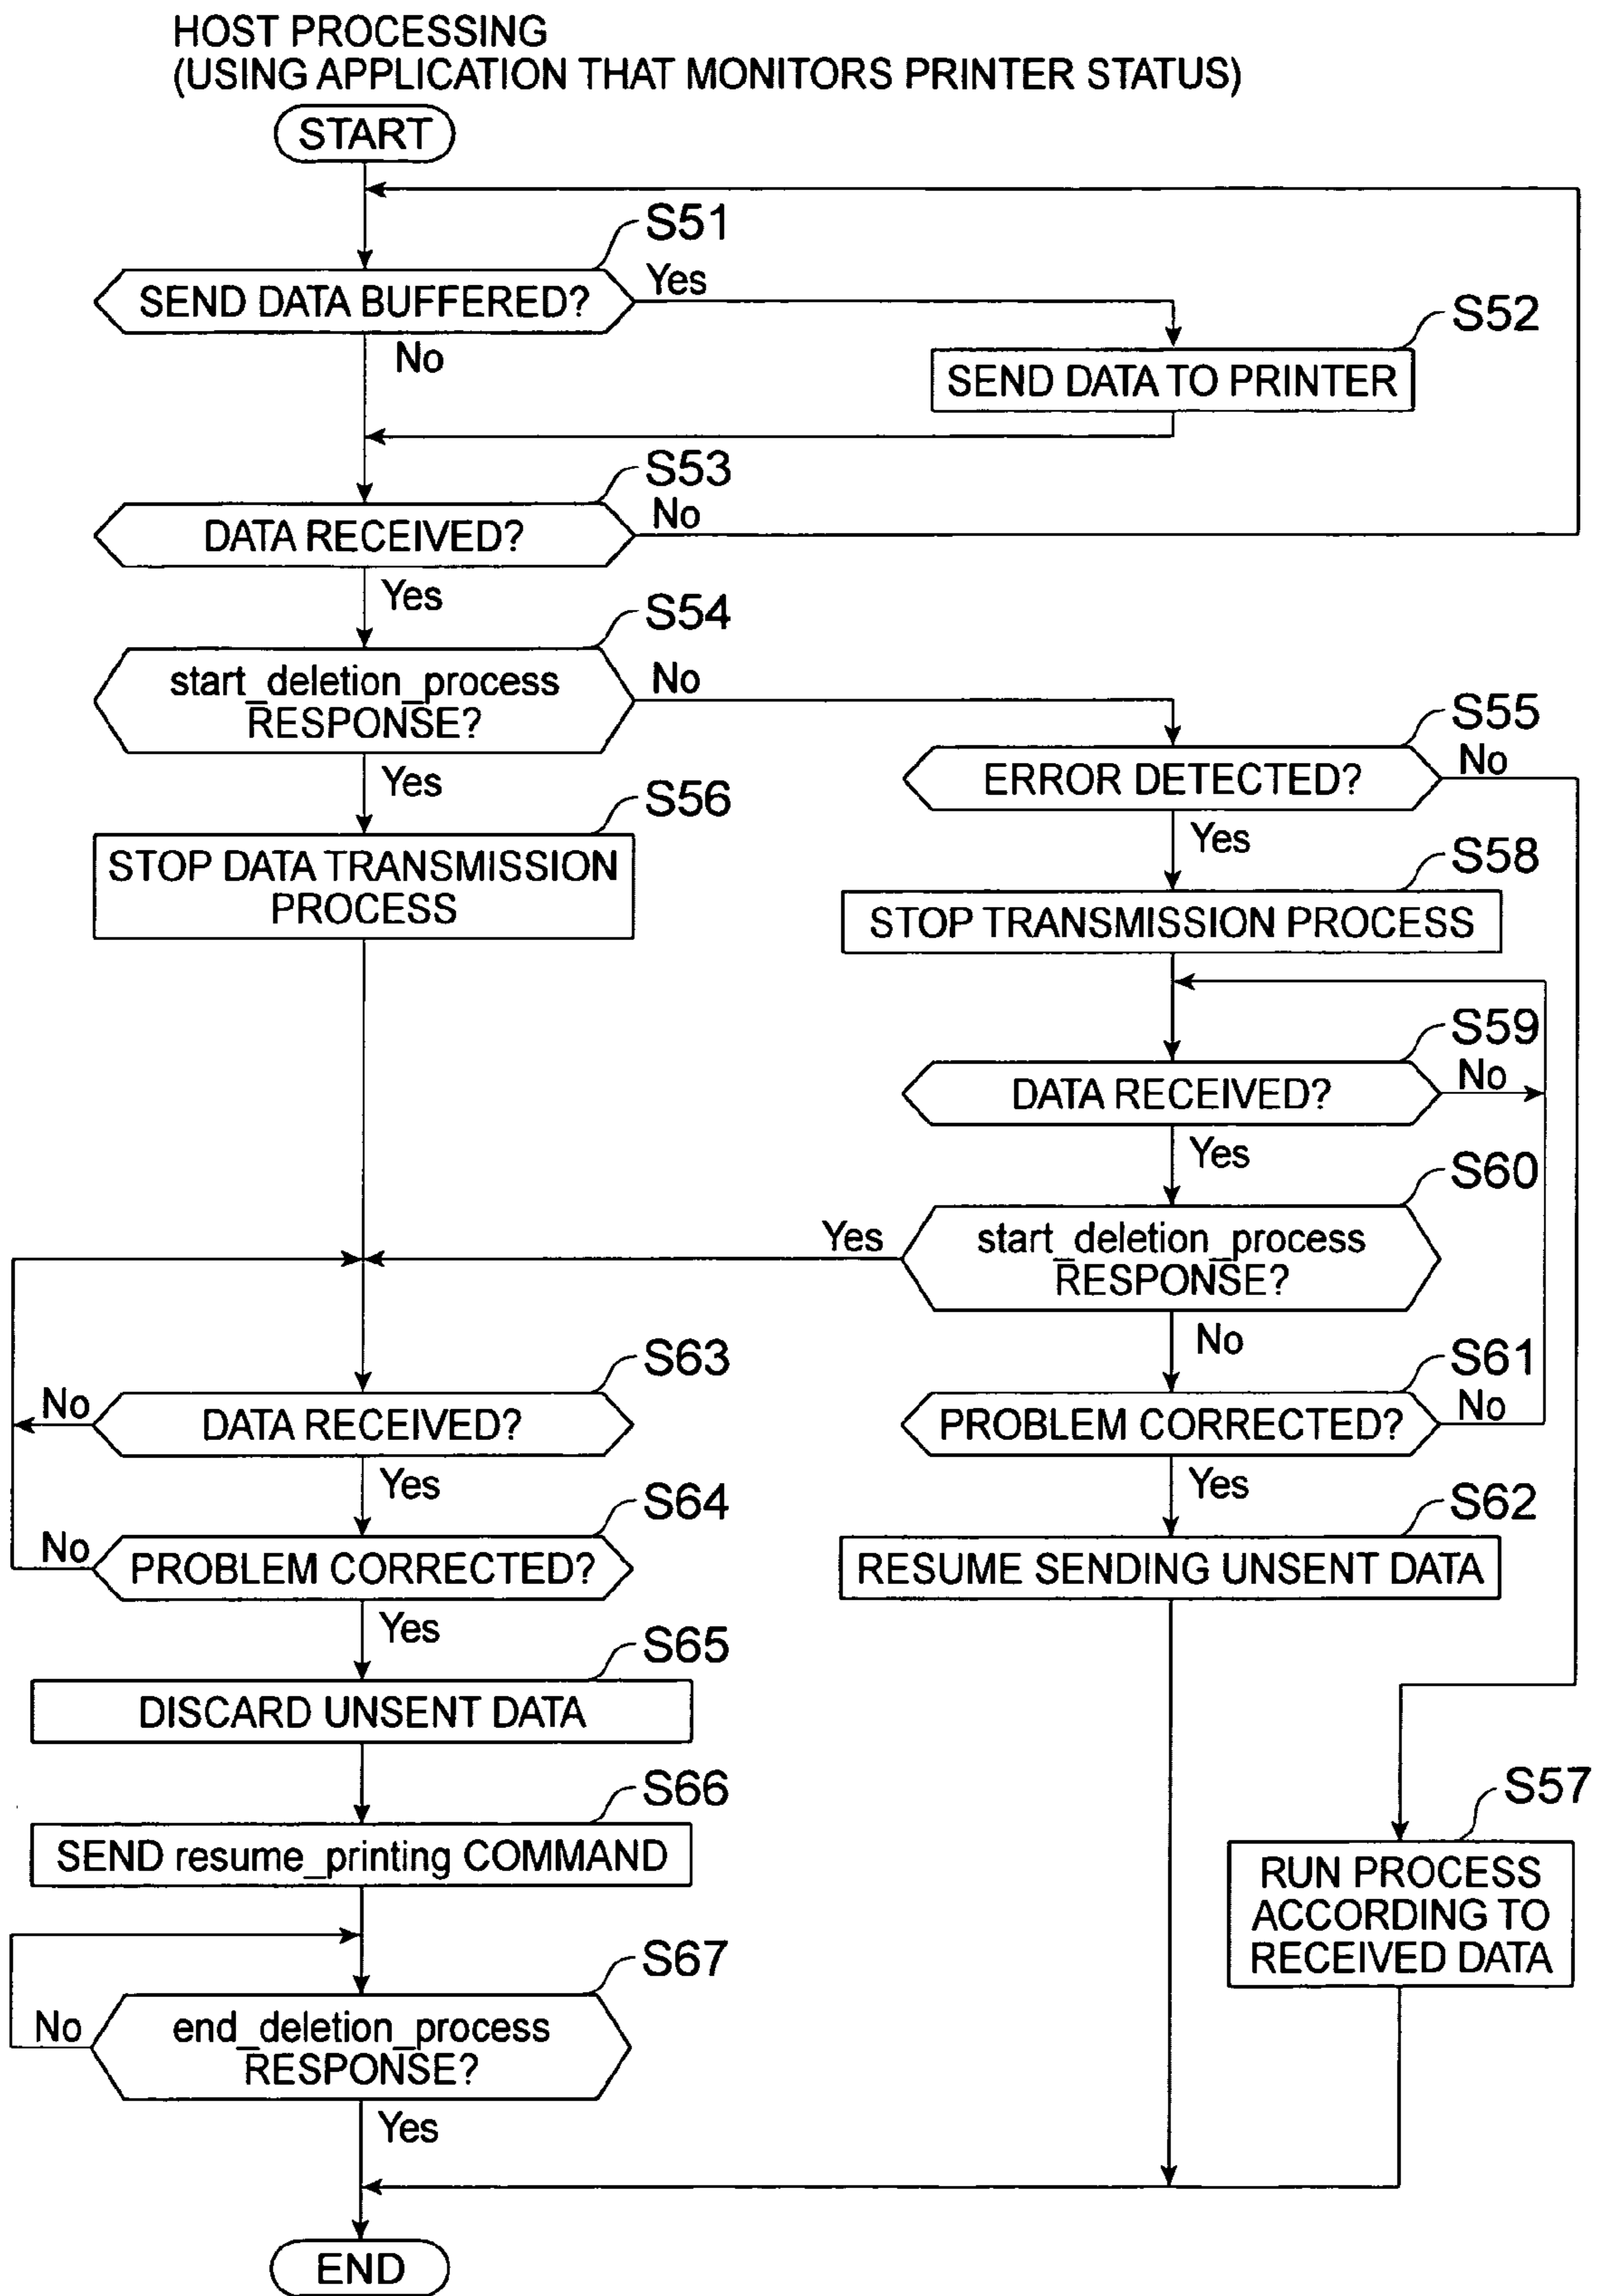 HOST PROCESSING
(USING APPLICATION THAT MONITORS PRINTER STATUS)
START
S51
SEND DATA BUFFERED?
Yes
No
S52
SEND DATA TO PRINTER
S53
DATA RECEIVED?
No
Yes
S54
start_deletion_process
RESPONSE?
No
Yes
S55
ERROR DETECTED?
No
Yes
S56
STOP DATA TRANSMISSION
PROCESS
S58
STOP TRANSMISSION PROCESS
S59
DATA RECEIVED?
No
Yes
S60
start_deletion_process
RESPONSE?
Yes
No
S61
PROBLEM CORRECTED?
No
Yes
S62
RESUME SENDING UNSENT DATA
S63
DATA RECEIVED?
No
Yes
S64
PROBLEM CORRECTED?
No
Yes
S65
DISCARD UNSENT DATA
S66
SEND resume_printing COMMAND
S57
RUN PROCESS
ACCORDING TO
RECEIVED DATA
S67
end_deletion_process
RESPONSE?
No
Yes
END